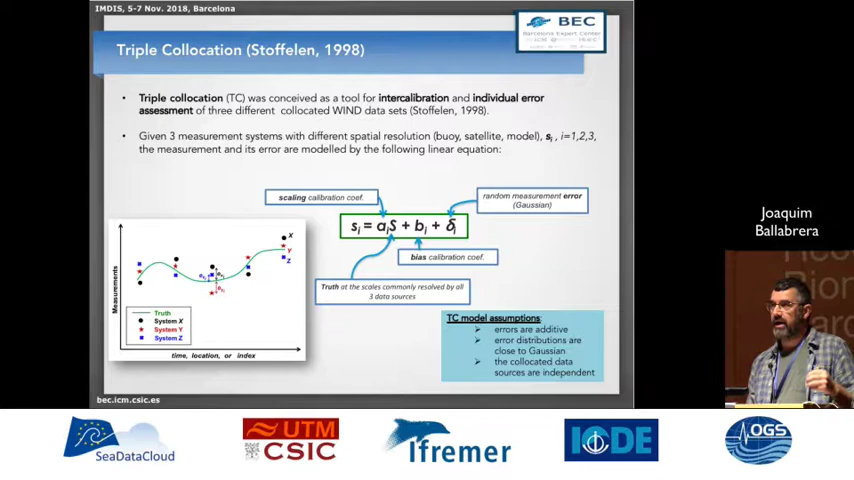 IMDIS, 5-7 Nov. 2018, Barcelona
BEC
Barcelona Expert Center
Triple Collocation (Stoffelen, 1998)
• Triple collocation (TC) was conceived as a tool for intercalibration and individual error
assessment of three different collocated WIND data sets (Stoffelen, 1998).
• Given 3 measurement systems with different spatial resolution (buoy, satellite, model), si , i=1,2,3,
the measurement and its error are modelled by the following linear equation:
scaling calibration coef.
random measurement error
(Gaussian)
si = aiS + bi + δi
bias calibration coef.
Truth at the scales commonly resolved by all
3 data sources
X
Y
Z
Measurements
Truth
System X
System Y
System Z
time, location, or index
TC model assumptions:
➢ errors are additive
➢ error distributions are
close to Gaussian
➢ the collocated data
sources are independent
bec.icm.csic.es
Joaquim
Ballabrera
SeaDataCloud
UTM
CSIC
Ifremer
IODE
OGS